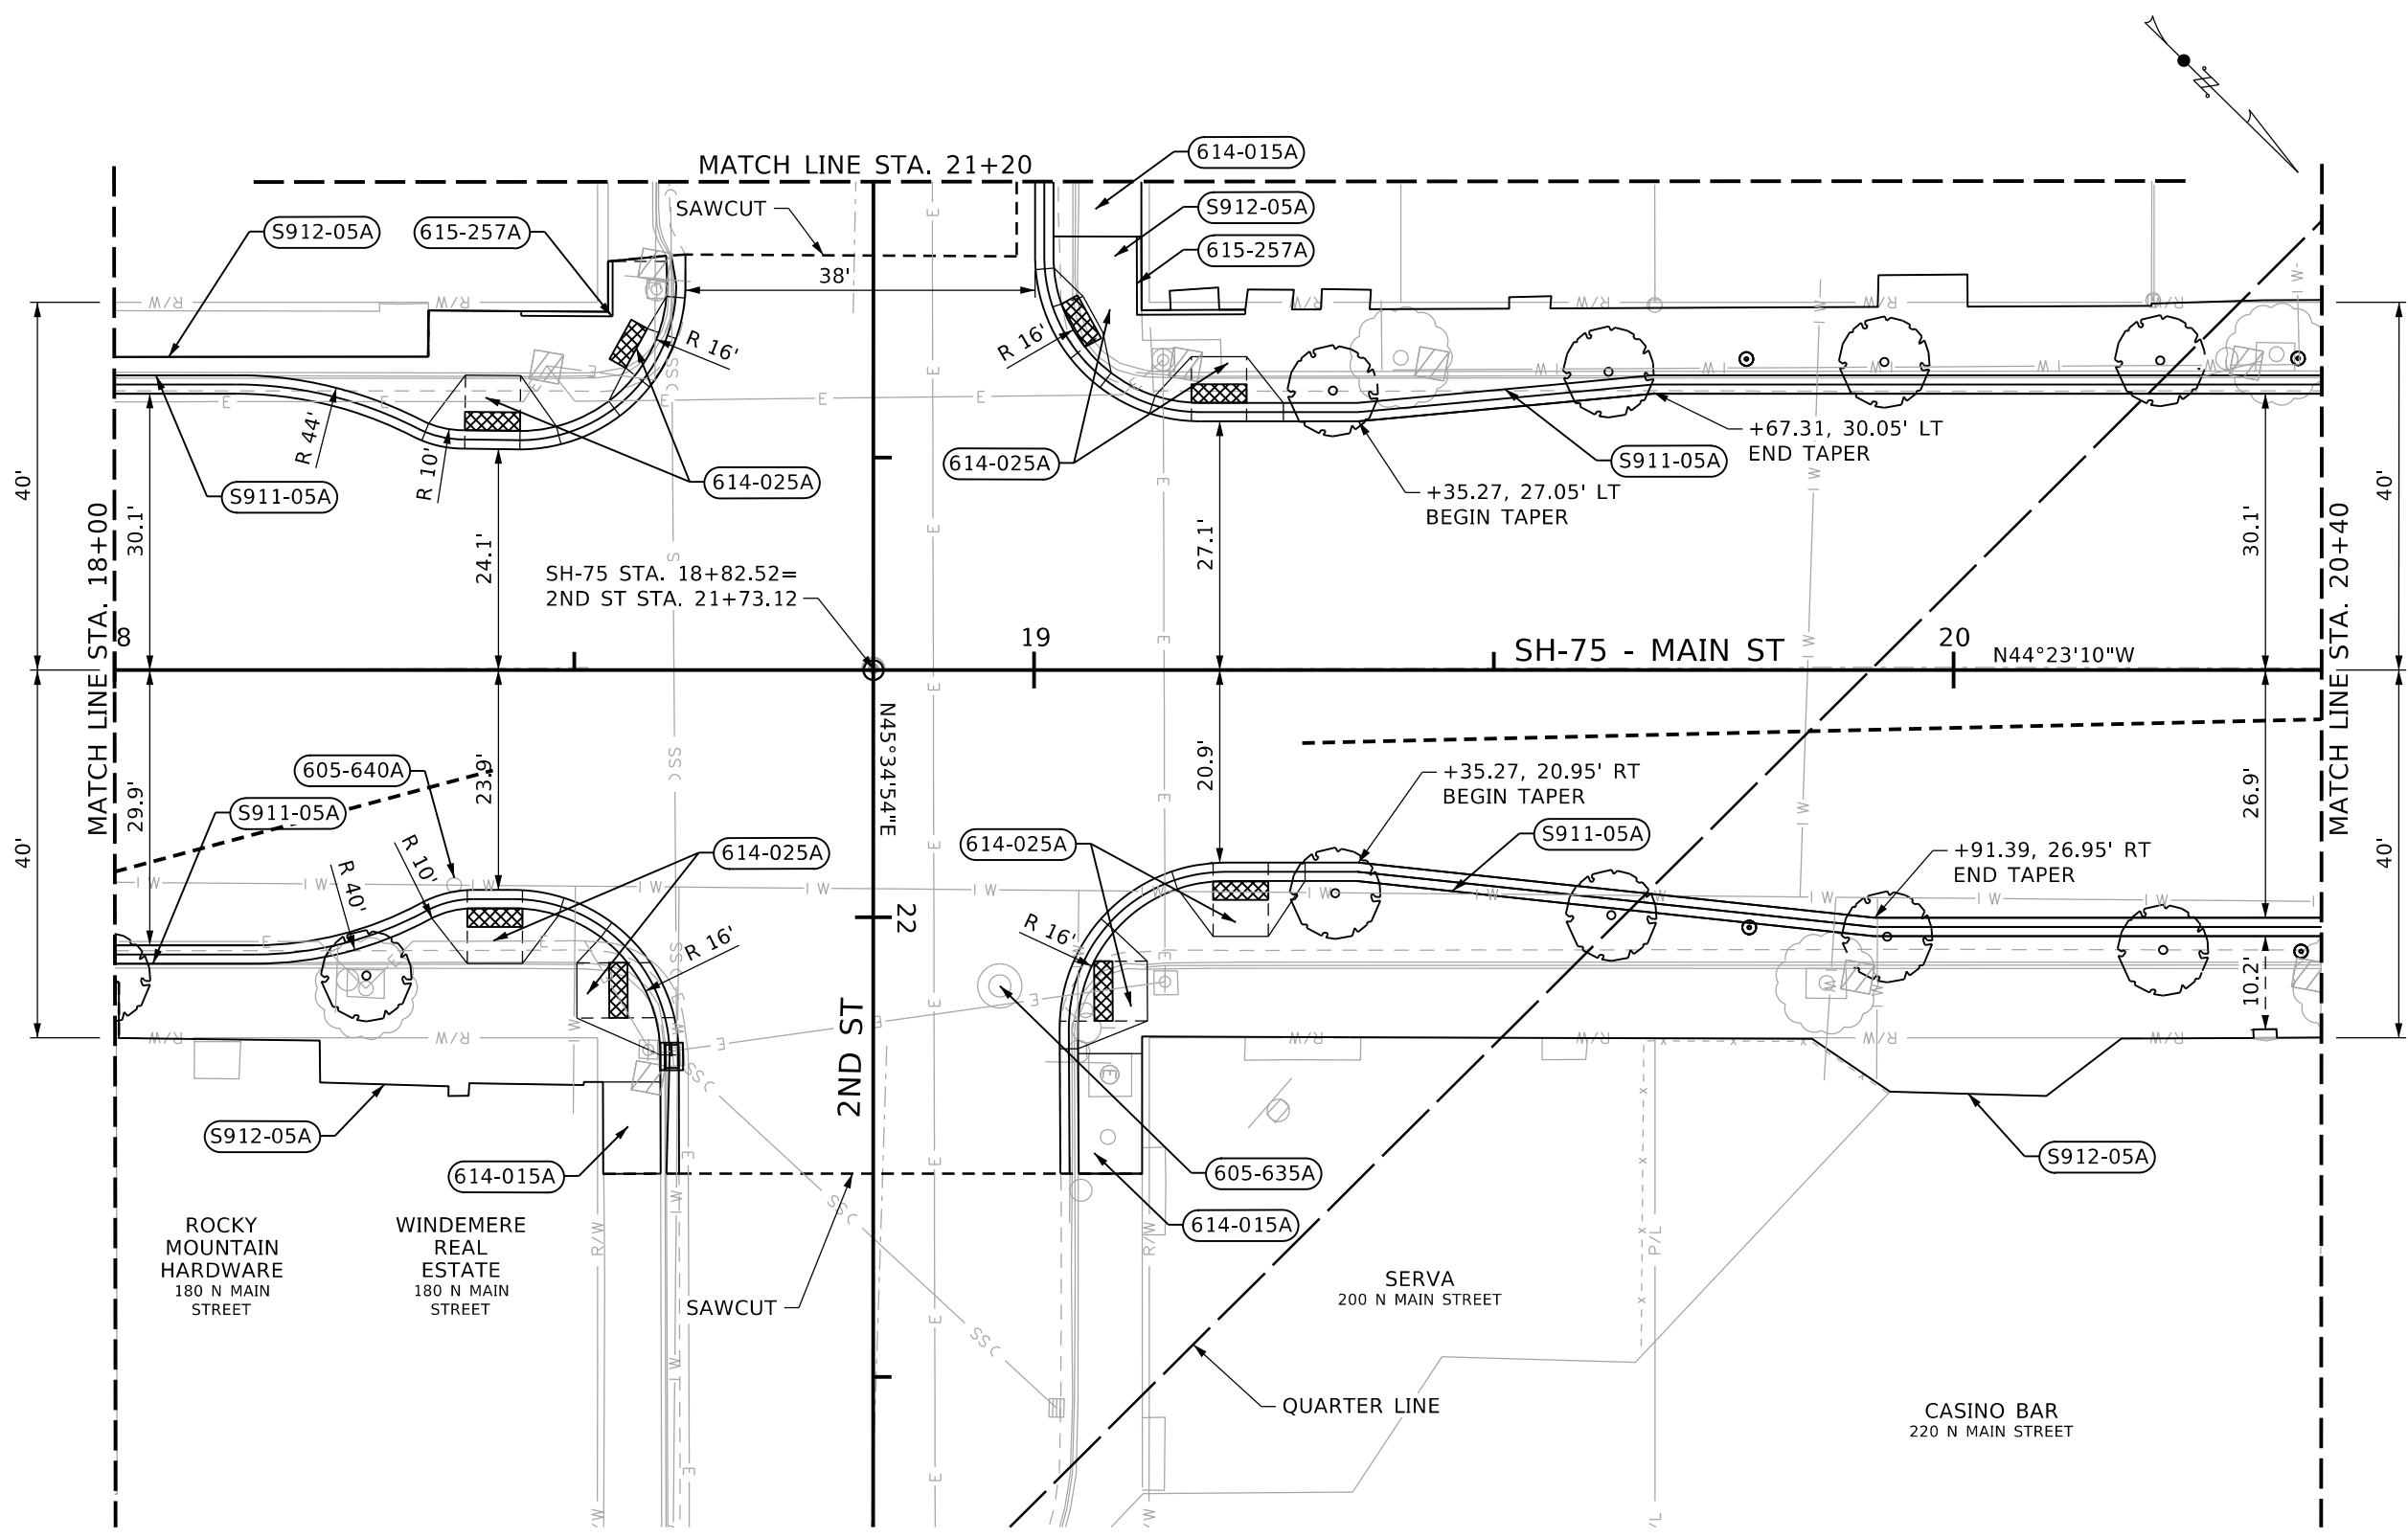 N
614-015A
MATCH LINE STA. 21+20
SAWCUT
S912-05A
S912-05A
615-257A
615-257A
38'
R/W
R/W
R/W
R/W
R/W
R 16'
R 16'
R 44'
R 10'
40'
30.1'
24.1'
27.1'
30.1'
40'
S911-05A
614-025A
614-025A
S911-05A
+67.31, 30.05' LT
END TAPER
+35.27, 27.05' LT
BEGIN TAPER
MATCH LINE STA. 18+00
MATCH LINE STA. 20+40
SH-75 STA. 18+82.52=
2ND ST STA. 21+73.12
8
19
20
SH-75 - MAIN ST
N44°23'10"W
N45°34'54"E
40'
29.9'
23.9'
20.9'
26.9'
40'
605-640A
S911-05A
614-025A
614-025A
+35.27, 20.95' RT
BEGIN TAPER
S911-05A
+91.39, 26.95' RT
END TAPER
R 40'
R 10'
R 16'
R 16'
22
10.2'
2ND ST
R/W
R/W
R/W
R/W
R/W
R/W
S912-05A
614-015A
605-635A
614-015A
S912-05A
R/W
R/W
P/L
SSC
SSC
SSC
ROCKY
MOUNTAIN
HARDWARE
180 N MAIN
STREET
WINDEMERE
REAL
ESTATE
180 N MAIN
STREET
SAWCUT
SERVA
200 N MAIN STREET
QUARTER LINE
CASINO BAR
220 N MAIN STREET